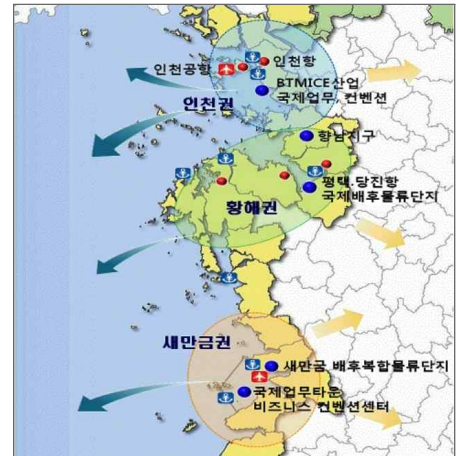 인천공항
인천항
BTMICE산업
국제업무, 컨벤션
인천권
향남지구
평택.당진항
국제배후물류단지
황해권
새만금권
새만금 배후복합물류단지
국제업무타운
비즈니스 컨벤션센터